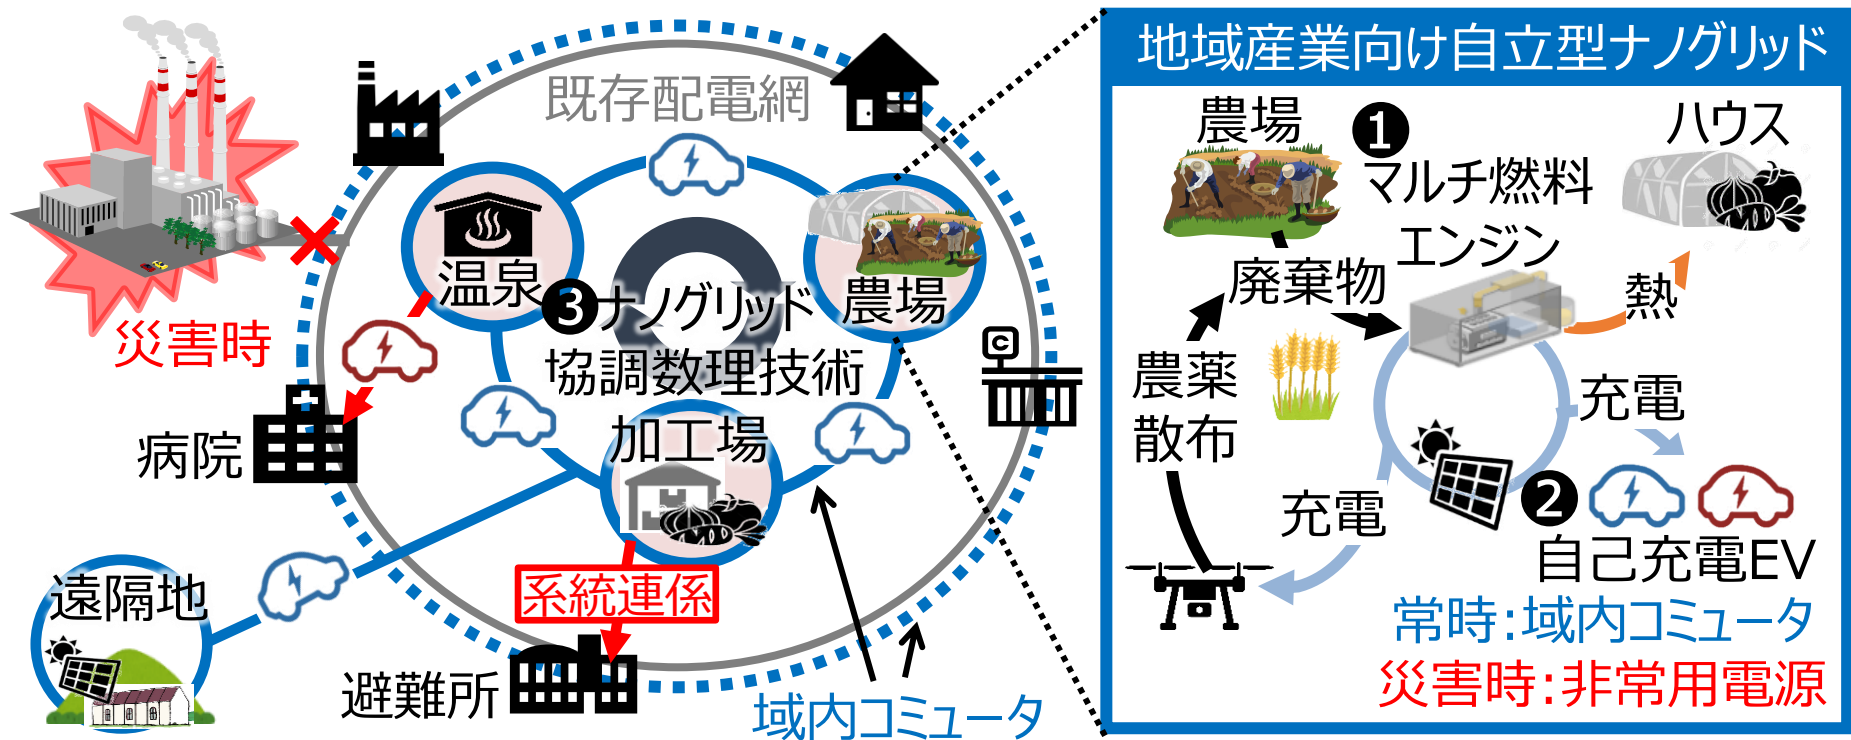 既存配電網
災害時
温泉
農場
❸ナノグリッド
協調数理技術
加工場
病院
系統連係
遠隔地
避難所
域内コミュータ
C
地域産業向け自立型ナノグリッド
農場
❶
マルチ燃料
エンジン
ハウス
廃棄物
熱
農薬
散布
充電
充電
❷
自己充電EV
常時：域内コミュータ
災害時：非常用電源